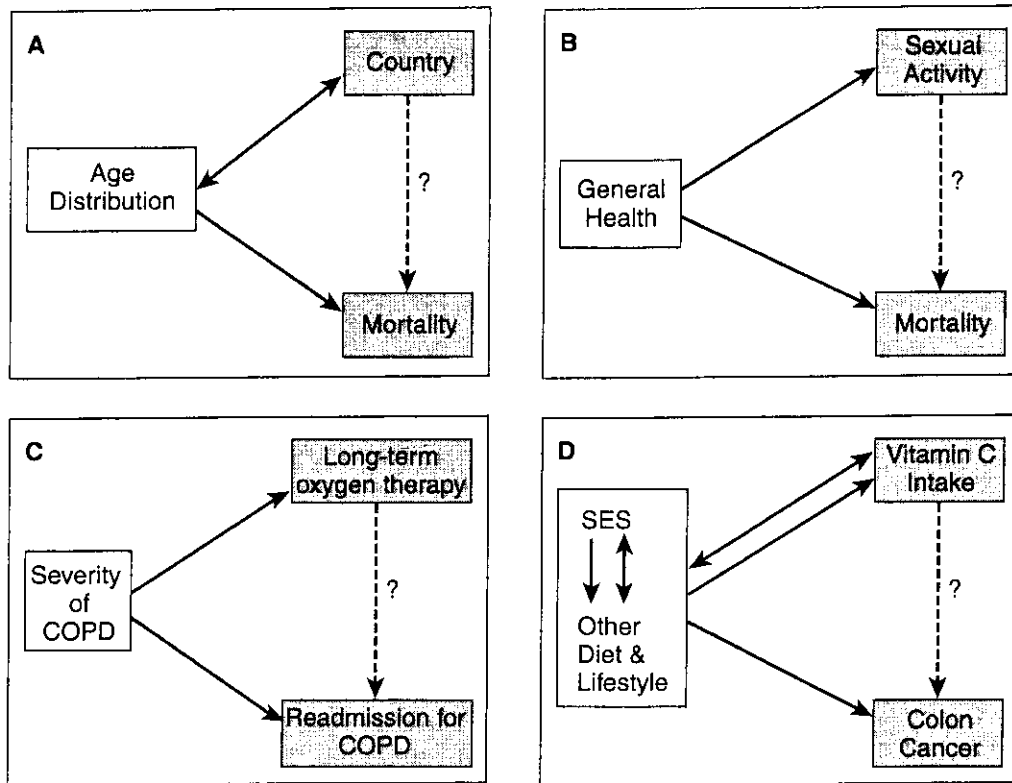 A
Country
Age
Distribution
?
Mortality
B
Sexual
Activity
General
Health
?
Mortality
C
Long-term
oxygen therapy
Severity
of
COPD
?
Readmission for
COPD
D
Vitamin C
Intake
SES
Other
Diet &
Lifestyle
?
Colon
Cancer